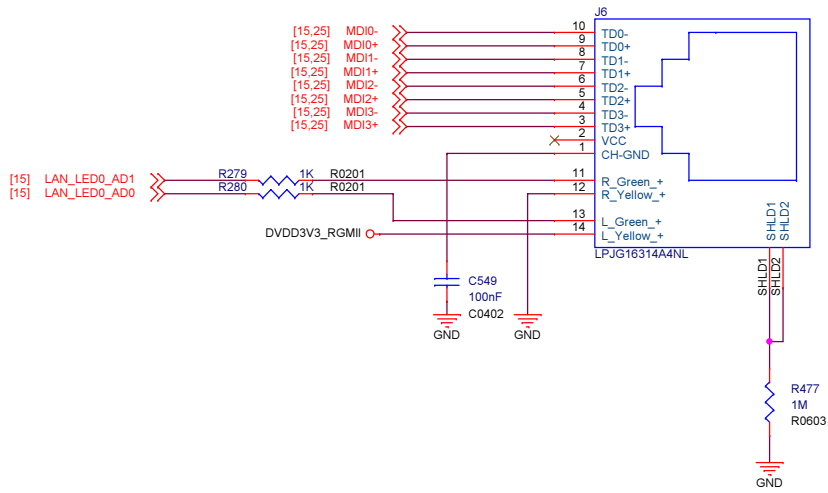 J6
[15,25] MDI0- 10 TD0-
[15,25] MDI0+ 9 TD0+
[15,25] MDI1- 8 TD1-
[15,25] MDI1+ 7 TD1+
[15,25] MDI2- 6 TD2-
[15,25] MDI2+ 5 TD2+
[15,25] MDI3- 4 TD3-
[15,25] MDI3+ 3 TD3+
2 VCC
1 CH-GND
[15] LAN_LED0_AD1 R279 1K R0201 11 R_Green_+
[15] LAN_LED0_AD0 R280 1K R0201 12 R_Yellow_+
13 L_Green_+
DVDD3V3_RGMII 14 L_Yellow_+
SHLD1
SHLD2
LPJG16314A4NL
SHLD1
SHLD2
C549
100nF
C0402
GND
GND
R477
1M
R0603
GND